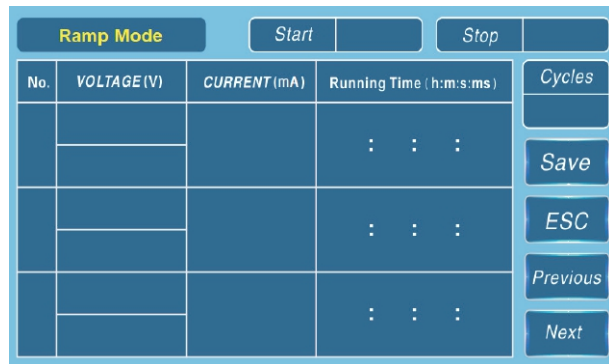 Ramp Mode Start Stop
No. VOLTAGE(V) CURRENT(mA) Running Time (h:m:s:ms) Cycles
: : :
Save
: : :
ESC
Previous
: : :
Next